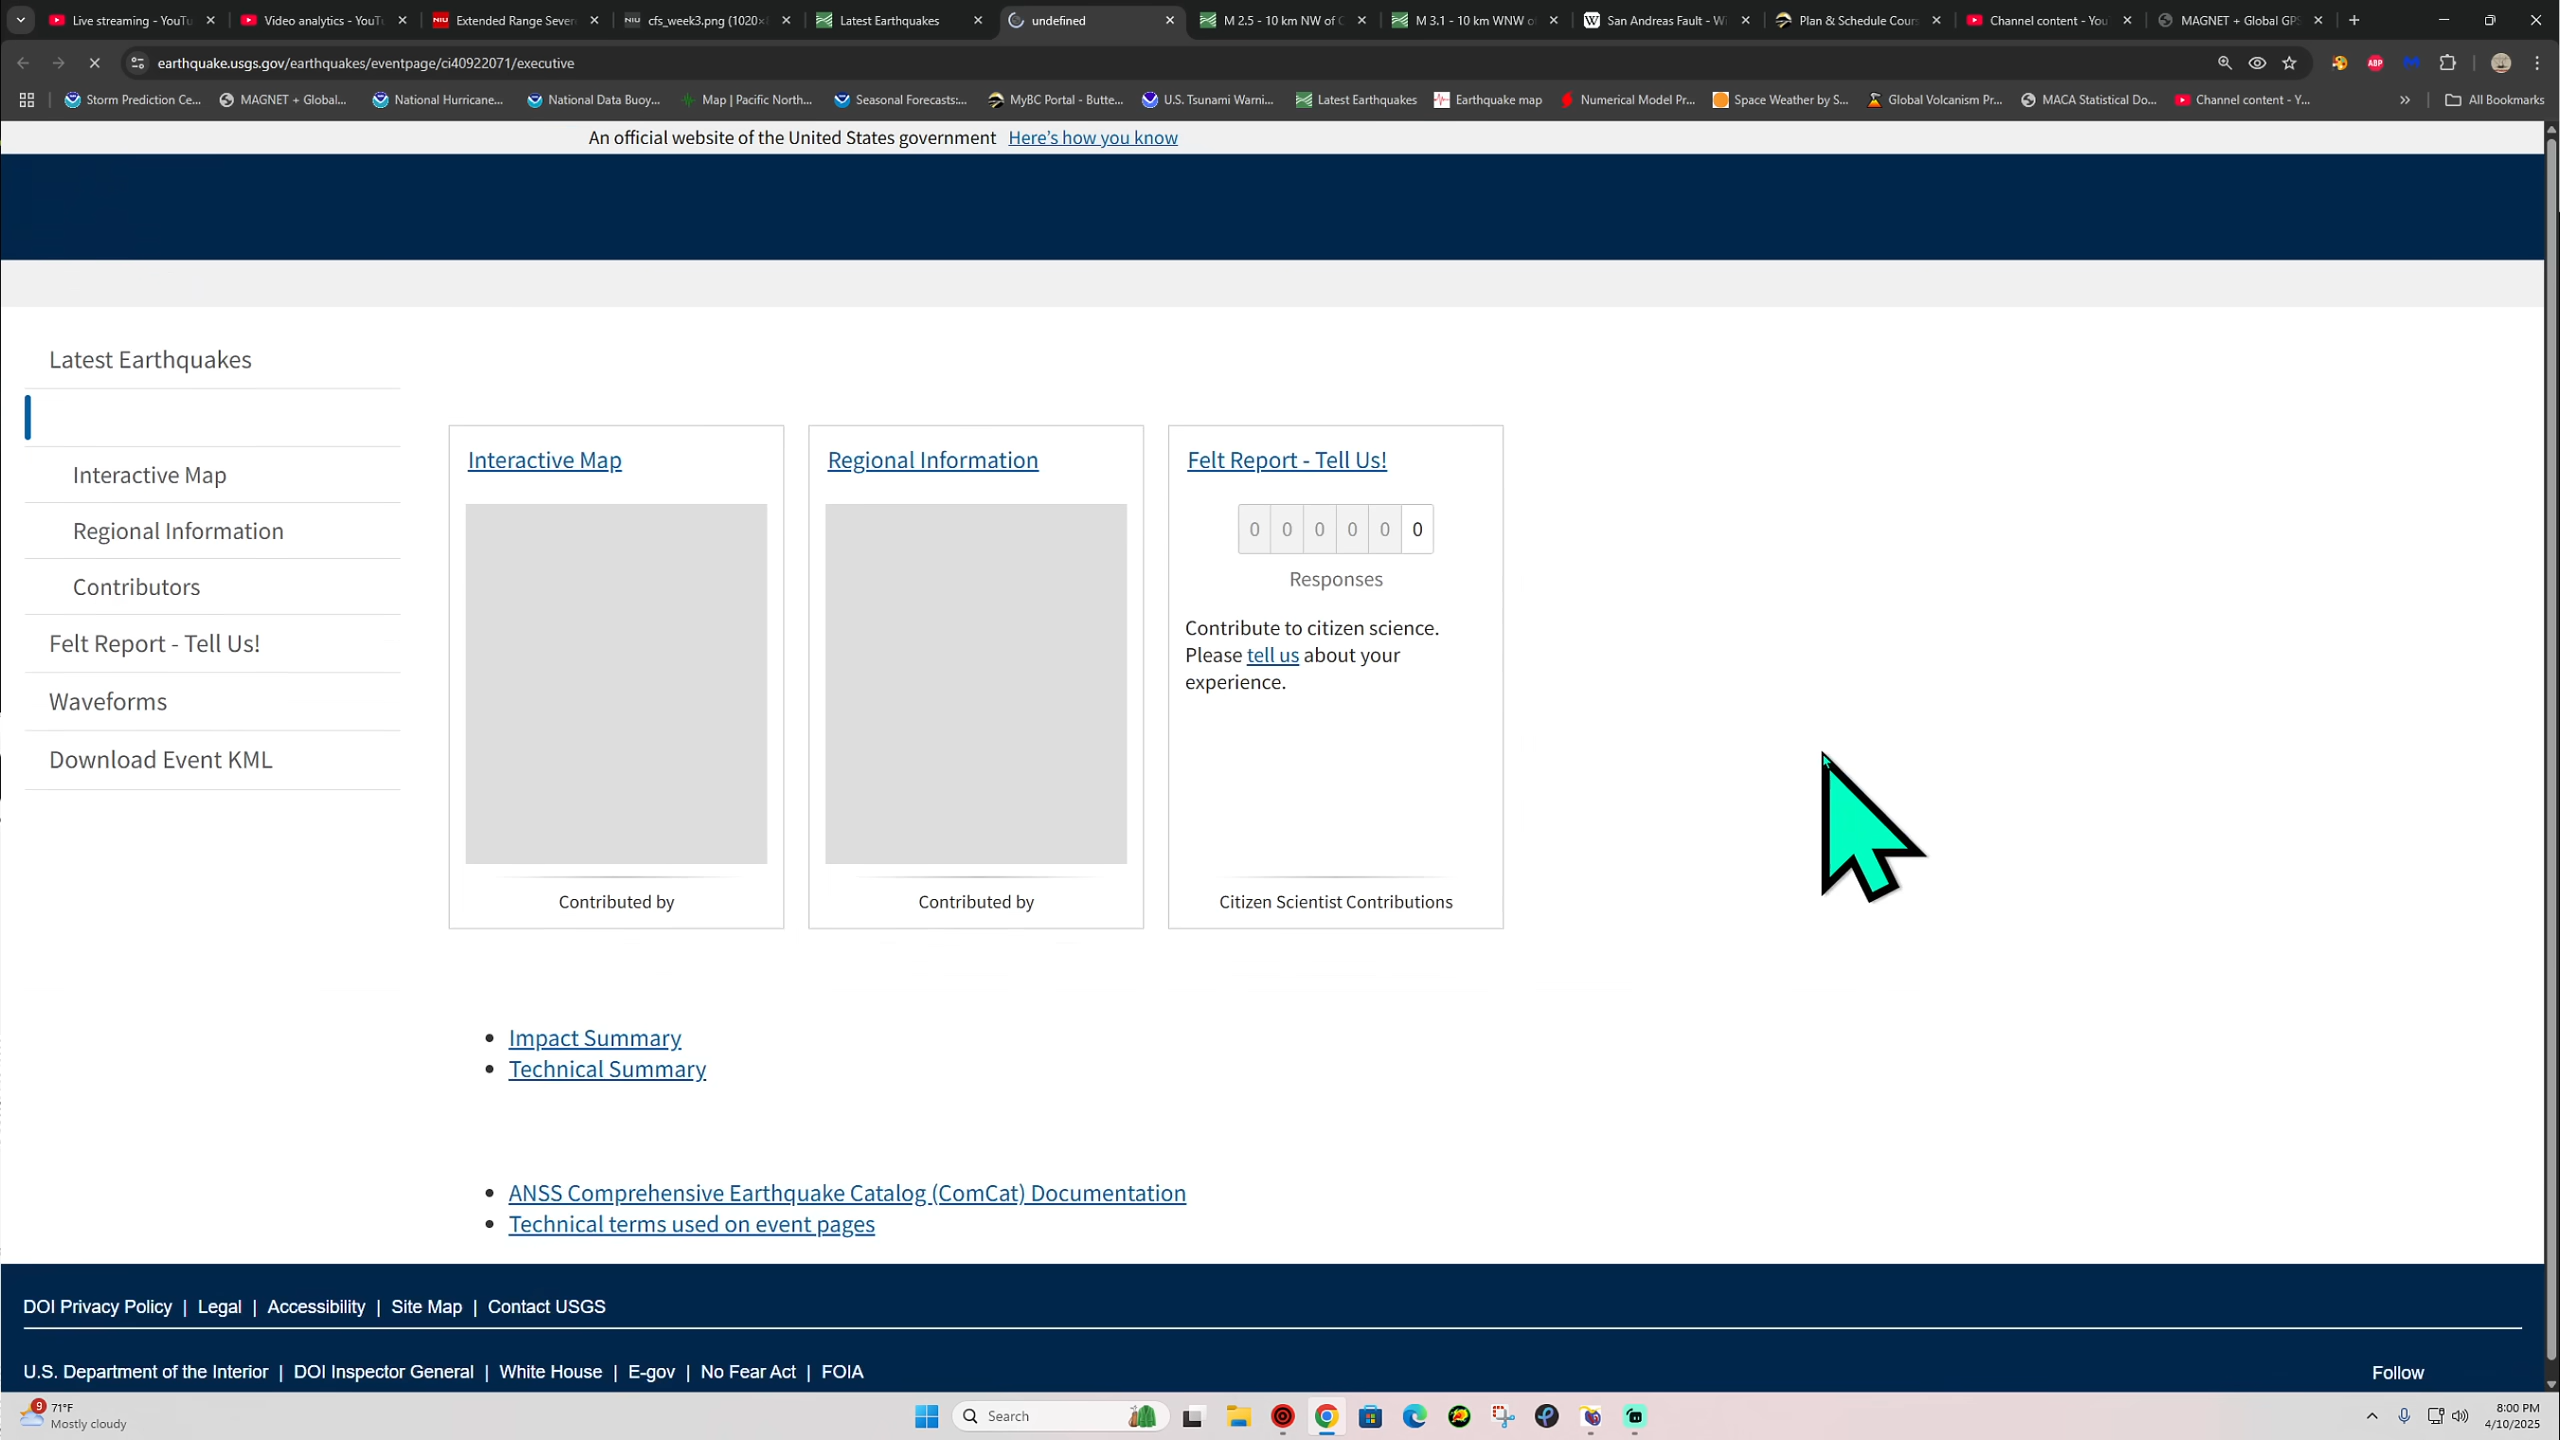 Live streaming - YouTu
Video analytics - YouTu
NIU Extended Range Sever
NIU cfs_week3.png (1020×
Latest Earthquakes
undefined
M 2.5 - 10 km NW of C
M 3.1 - 10 km WNW o
W San Andreas Fault - Wi
Plan & Schedule Cour
Channel content - You
MAGNET + Global GPS
earthquake.usgs.gov/earthquakes/eventpage/ci40922071/executive
ABP
Storm Prediction Ce...
MAGNET + Global...
National Hurricane...
National Data Buoy...
Map | Pacific North...
Seasonal Forecasts:...
MyBC Portal - Butte...
U.S. Tsunami Warni...
Latest Earthquakes
Earthquake map
Numerical Model Pr...
Space Weather by S...
Global Volcanism Pr...
MACA Statistical Do...
Channel content - Y...
All Bookmarks
An official website of the United States government Here's how you know
Latest Earthquakes
Interactive Map
Regional Information
Contributors
Felt Report - Tell Us!
Waveforms
Download Event KML
Interactive Map
Contributed by
Regional Information
Contributed by
Felt Report - Tell Us!
0 0 0 0 0 0
Responses
Contribute to citizen science.
Please tell us about your
experience.
Citizen Scientist Contributions
Impact Summary
Technical Summary
ANSS Comprehensive Earthquake Catalog (ComCat) Documentation
Technical terms used on event pages
DOI Privacy Policy | Legal | Accessibility | Site Map | Contact USGS
U.S. Department of the Interior | DOI Inspector General | White House | E-gov | No Fear Act | FOIA
Follow
9
71°F
Mostly cloudy
Search
8:00 PM
4/10/2025